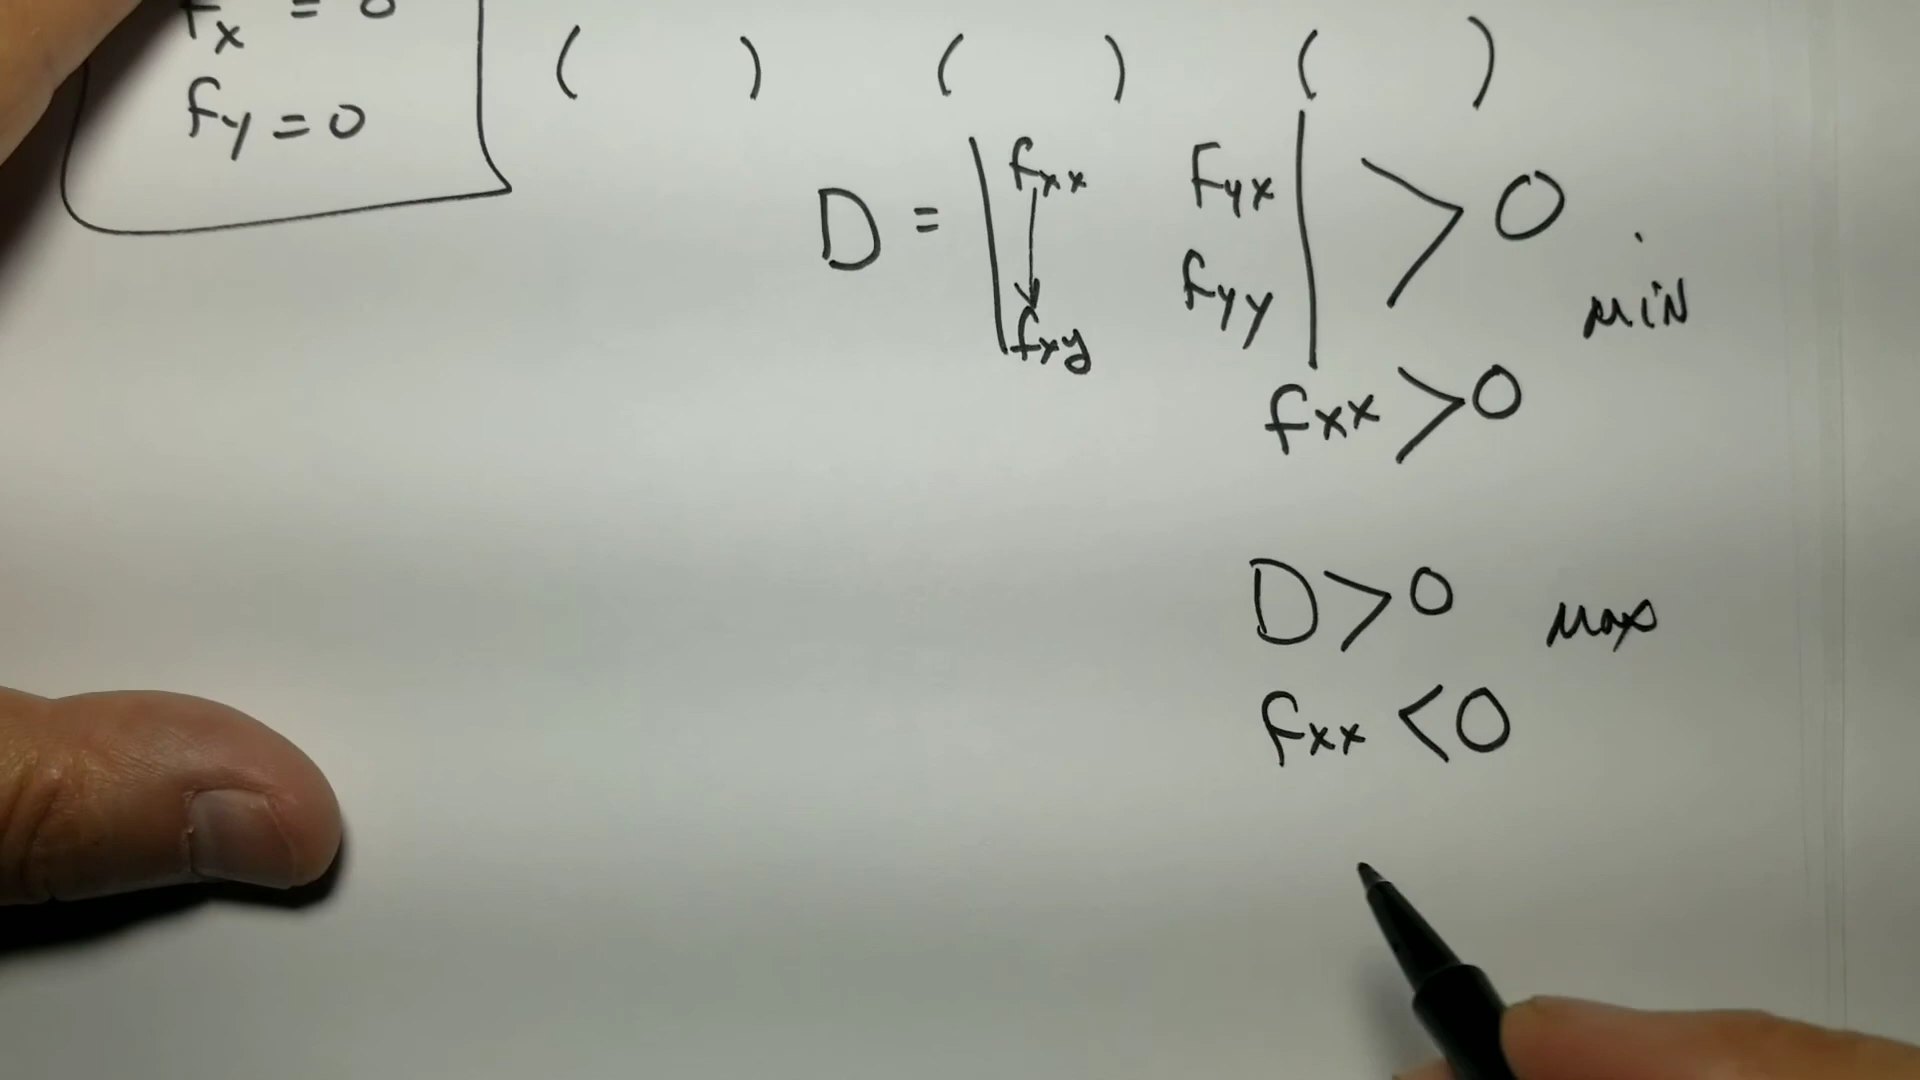 fx = 0
fy = 0
( ) ( ) ( )
D = | fxx Fyx | > 0
fxy fyy
min
fxx > 0
D > 0 max
fxx < 0